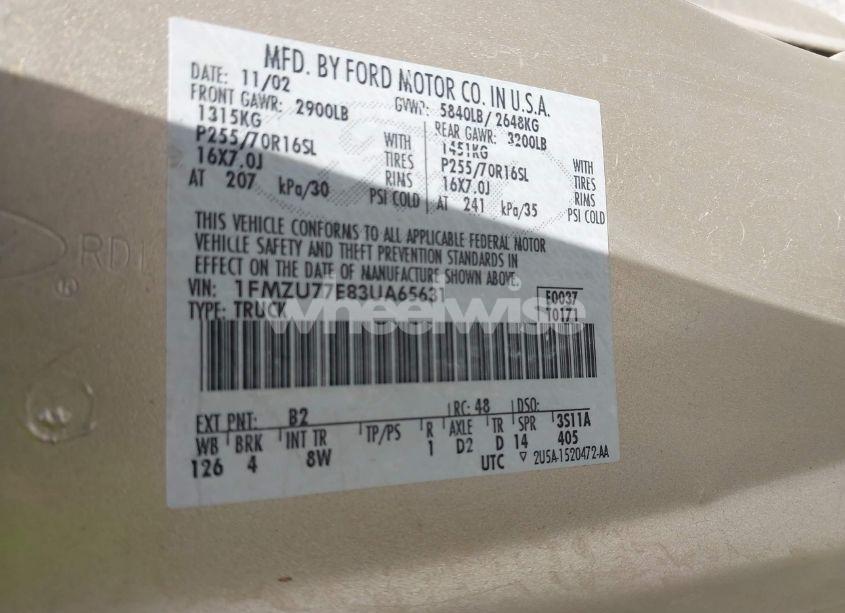 MFD. BY FORD MOTOR CO. IN U.S.A.
DATE: 11/02 GVWR: 5840LB/2648KG
FRONT GAWR: 2900LB REAR GAWR: 3200LB
1315KG 1451KG
P255/70R16SL WITH TIRES P255/70R16SL WITH TIRES
16X7.0J RIMS 16X7.0J RIMS
AT 207 kPa/30 PSI COLD AT 241 kPa/35 PSI COLD
THIS VEHICLE CONFORMS TO ALL APPLICABLE FEDERAL MOTOR
VEHICLE SAFETY AND THEFT PREVENTION STANDARDS IN
EFFECT ON THE DATE OF MANUFACTURE SHOWN ABOVE.
VIN: 1FMZU77E83UA65631 E0037
TYPE: TRUCK T0171
wheelwise
EXT PNT: B2 RC: 48 DSO:
WB BRK INT TR TP/PS R AXLE TR SPR 3S11A
126 4 8W 1 D2 D 14 405
UTC ▽ 2U5A-1520472-AA